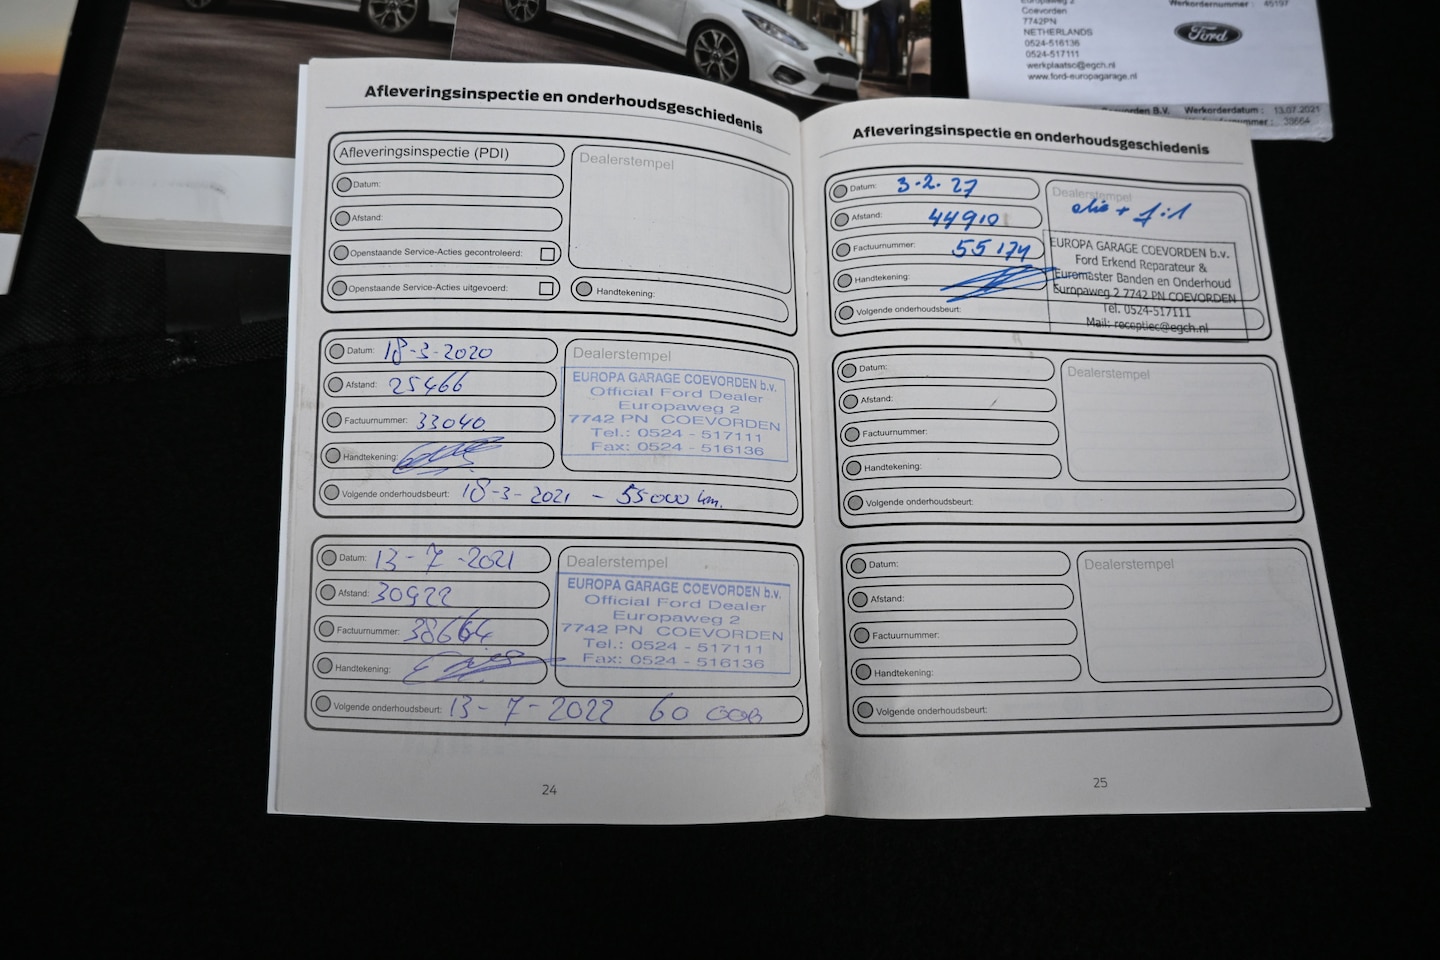 Coevorden
7742PN
NETHERLANDS
0524-516136
0524-517111
werkplaatsc@egch.nl
www.ford-europagarage.nl
Werkordernummer : 45197
Ford
Coevorden B.V. Werkorderdatum : 13.07.2021
nummer : 38664
Afleveringsinspectie en onderhoudsgeschiedenis
Afleveringsinspectie (PDI)
Datum:
Afstand:
Openstaande Service-Acties gecontroleerd:
Openstaande Service-Acties uitgevoerd:
Dealerstempel
Handtekening:
Datum: 18-3-2020
Afstand: 25466
Factuurnummer: 33040
Handtekening:
Volgende onderhoudsbeurt: 18-3-2021 - 55000 km.
Dealerstempel
EUROPA GARAGE COEVORDEN b.v.
Official Ford Dealer
Europaweg 2
7742 PN COEVORDEN
Tel.: 0524 - 517111
Fax: 0524 - 516136
Datum: 13-7-2021
Afstand: 30922
Factuurnummer: 38664
Handtekening:
Volgende onderhoudsbeurt: 13-7-2022 60 000
Dealerstempel
EUROPA GARAGE COEVORDEN b.v.
Official Ford Dealer
Europaweg 2
7742 PN COEVORDEN
Tel.: 0524 - 517111
Fax: 0524 - 516136
24
Afleveringsinspectie en onderhoudsgeschiedenis
Datum: 3-2-27
Afstand: 44910
Factuurnummer: 55174
Handtekening:
Volgende onderhoudsbeurt:
Dealerstempel
olie + fil
EUROPA GARAGE COEVORDEN b.v.
Ford Erkend Reparateur &
Euromaster Banden en Onderhoud
Europaweg 2 7742 PN COEVORDEN
Tel. 0524-517111
Mail: receptiec@egch.nl
Datum:
Afstand:
Factuurnummer:
Handtekening:
Volgende onderhoudsbeurt:
Dealerstempel
Datum:
Afstand:
Factuurnummer:
Handtekening:
Volgende onderhoudsbeurt:
Dealerstempel
25